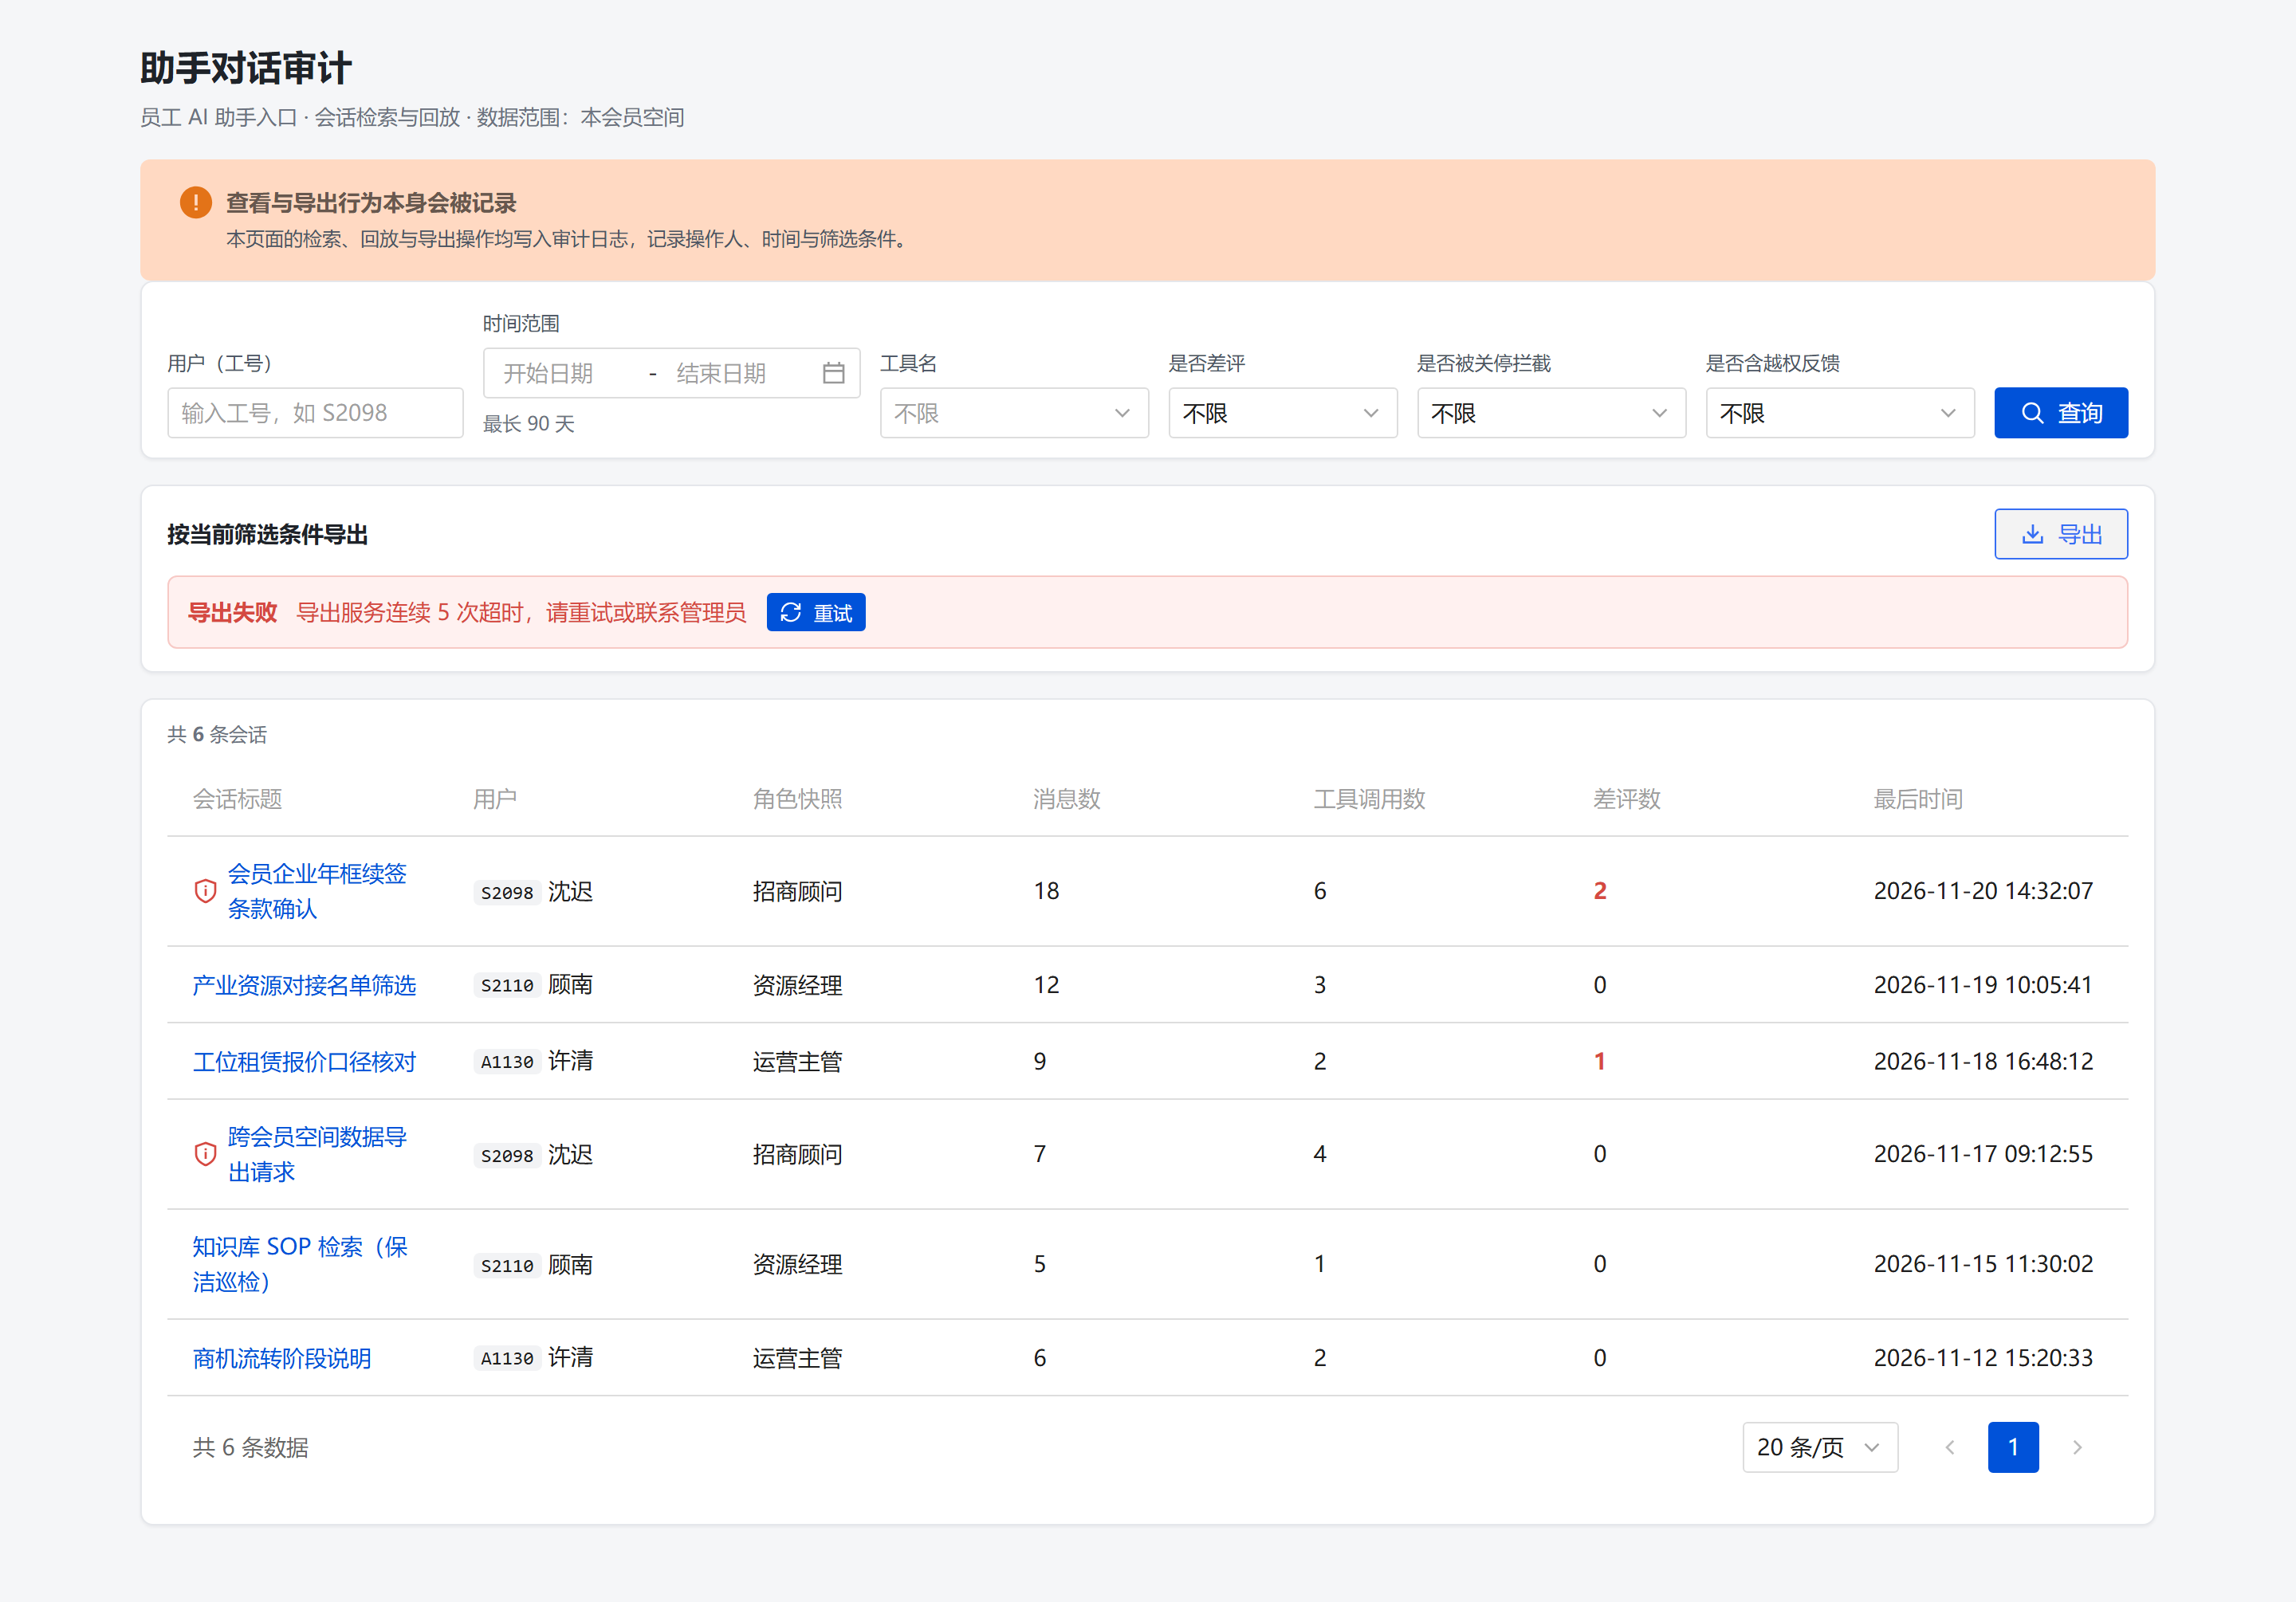 助手对话审计
员工 AI 助手入口 · 会话检索与回放 · 数据范围：本会员空间
查看与导出行为本身会被记录
本页面的检索、回放与导出操作均写入审计日志，记录操作人、时间与筛选条件。
用户（工号）
输入工号，如 S2098
时间范围
开始日期 - 结束日期
最长 90 天
工具名
不限
是否差评
不限
是否被关停拦截
不限
是否含越权反馈
不限
查询
按当前筛选条件导出
导出
导出失败 导出服务连续 5 次超时，请重试或联系管理员 重试
共 6 条会话
会话标题 用户 角色快照 消息数 工具调用数 差评数 最后时间
会员企业年框续签
条款确认
S2098 沈迟 招商顾问 18 6 2 2026-11-20 14:32:07
产业资源对接名单筛选 S2110 顾南 资源经理 12 3 0 2026-11-19 10:05:41
工位租赁报价口径核对 A1130 许清 运营主管 9 2 1 2026-11-18 16:48:12
跨会员空间数据导
出请求
S2098 沈迟 招商顾问 7 4 0 2026-11-17 09:12:55
知识库 SOP 检索（保
洁巡检）
S2110 顾南 资源经理 5 1 0 2026-11-15 11:30:02
商机流转阶段说明 A1130 许清 运营主管 6 2 0 2026-11-12 15:20:33
共 6 条数据
20 条/页
1